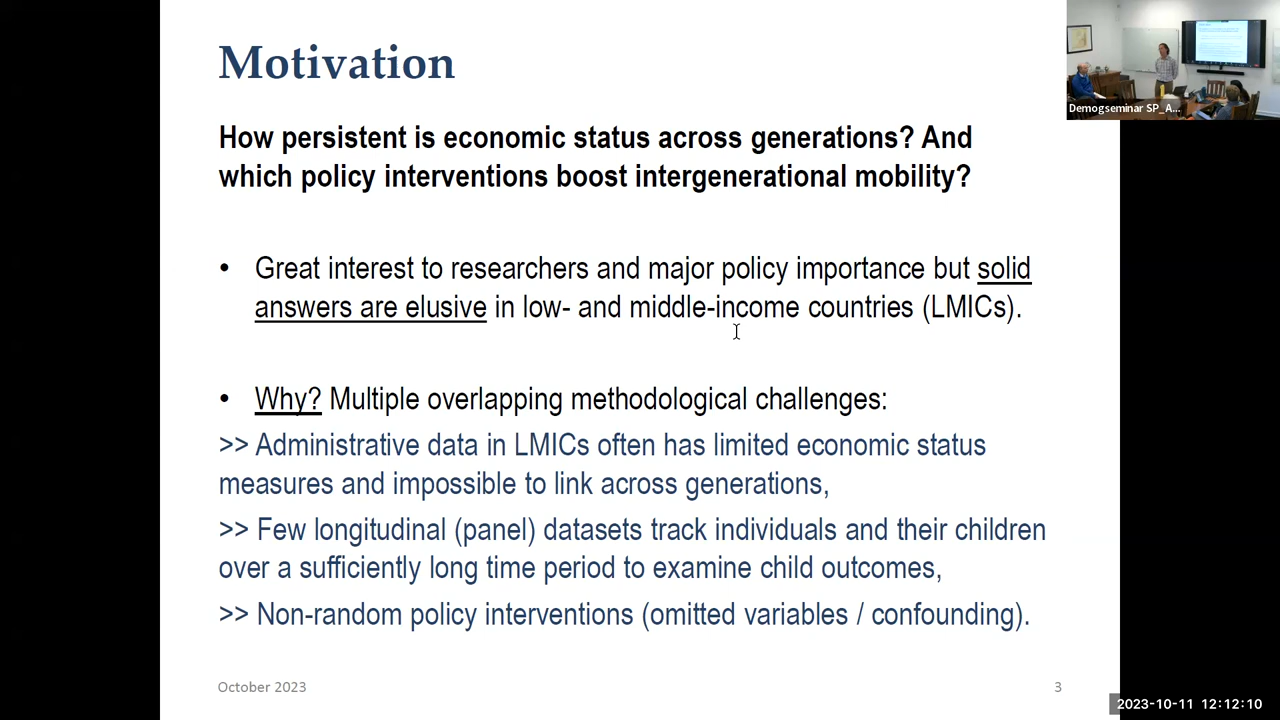 Motivation
How persistent is economic status across generations? And
which policy interventions boost intergenerational mobility?
• Great interest to researchers and major policy importance but solid
answers are elusive in low- and middle-income countries (LMICs).
• Why? Multiple overlapping methodological challenges:
>> Administrative data in LMICs often has limited economic status
measures and impossible to link across generations,
>> Few longitudinal (panel) datasets track individuals and their children
over a sufficiently long time period to examine child outcomes,
>> Non-random policy interventions (omitted variables / confounding).
October 2023
3
Demogseminar SP_A...
2023-10-11 12:12:10